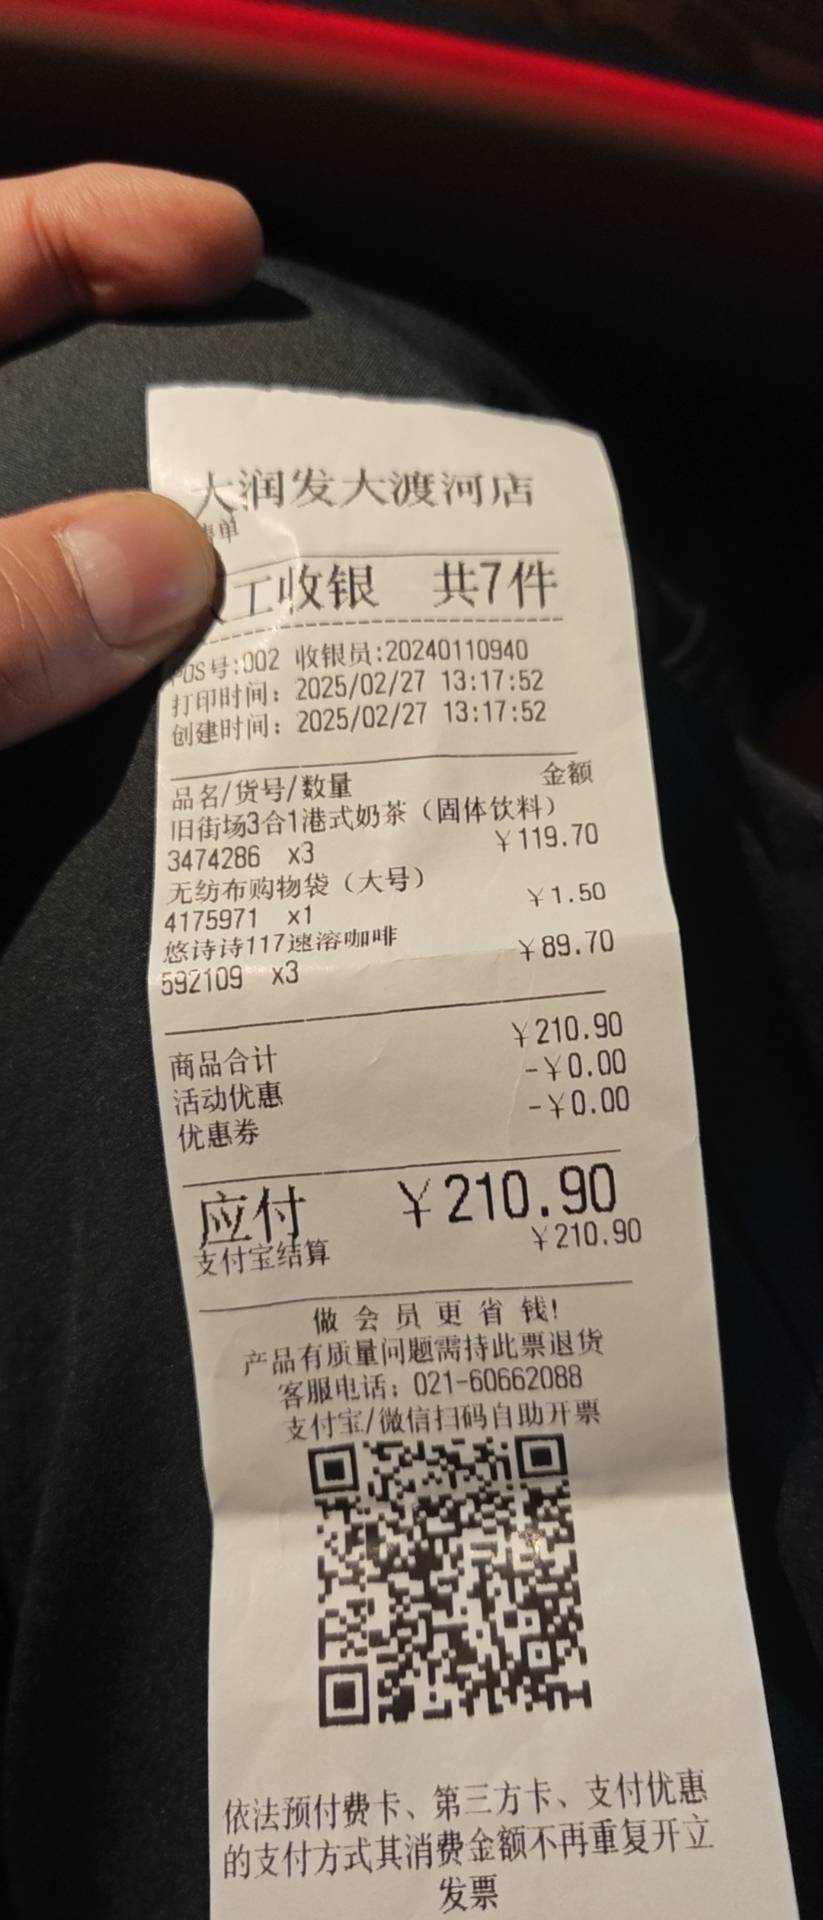 大润发大渡河店
单
工收银 共7件
POS号:002 收银员:20240110940
打印时间: 2025/02/27 13:17:52
创建时间: 2025/02/27 13:17:52
品名/货号/数量 金额
旧街场3合1港式奶茶（固体饮料）
3474286 x3 ￥119.70
无纺布购物袋（大号）
4175971 x1 ￥1.50
悠诗诗117速溶咖啡
592109 x3 ￥89.70
商品合计 ￥210.90
活动优惠 -￥0.00
优惠券 -￥0.00
应付 ￥210.90
支付宝结算 ￥210.90
做会员更省钱!
产品有质量问题需持此票退货
客服电话: 021-60662088
支付宝/微信扫码自助开票
依法预付费卡、第三方卡、支付优惠
的支付方式其消费金额不再重复开立
发票